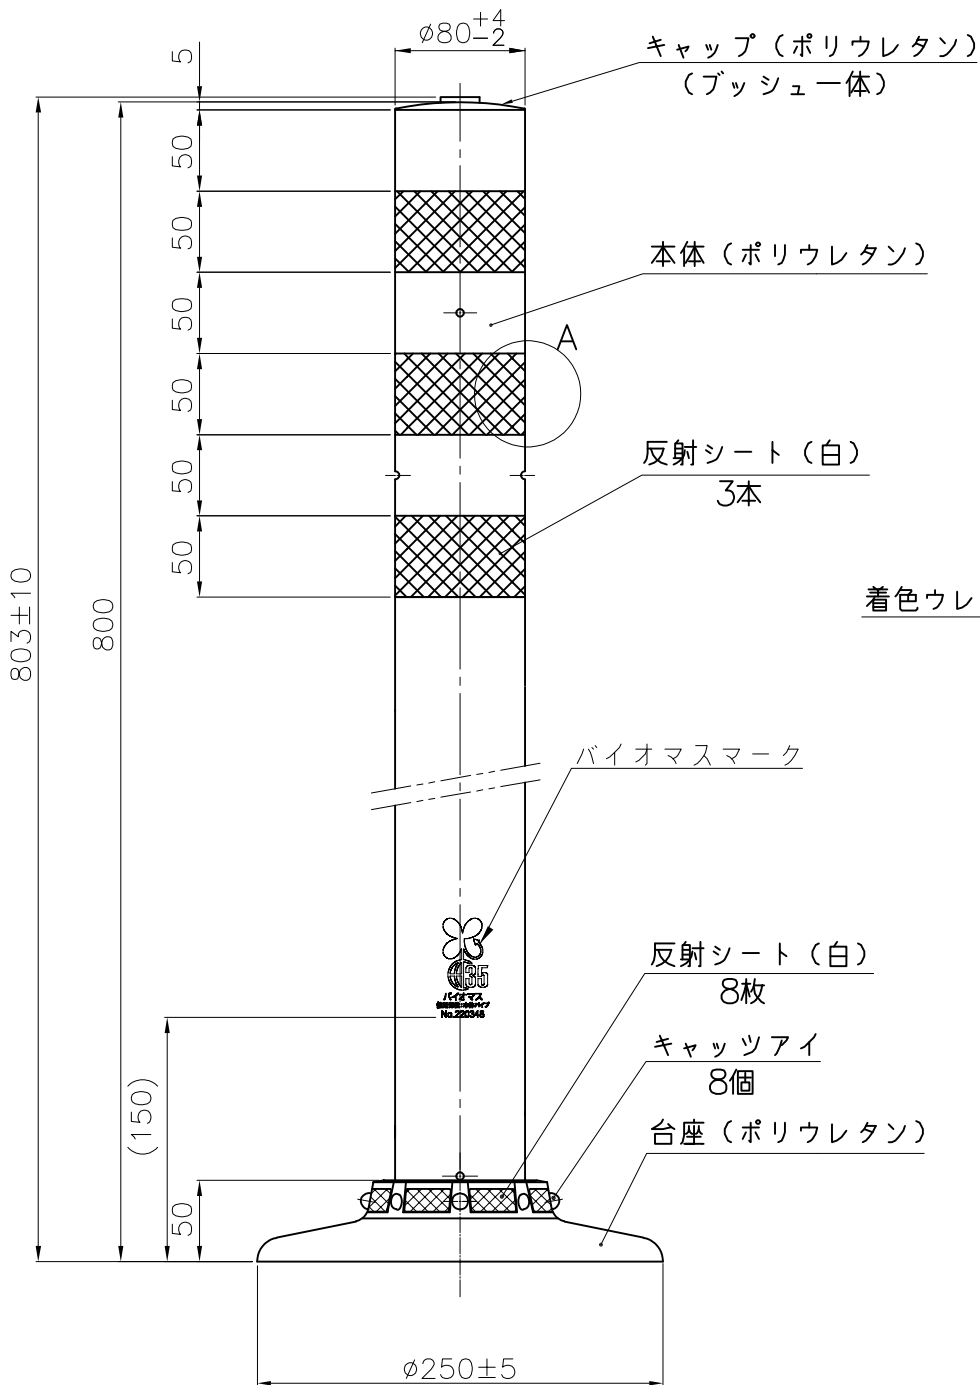 φ80+4
-2
キャップ（ポリウレタン）
（ブッシュ一体）
5
50
50
本体（ポリウレタン）
50
A
50
反射シート（白）
3本
50
50
803±10
800
着色ウレ
バイオマスマーク
35
バイオマス
No.220348
反射シート（白）
8枚
キャッツアイ
8個
(150)
台座（ポリウレタン）
50
φ250±5